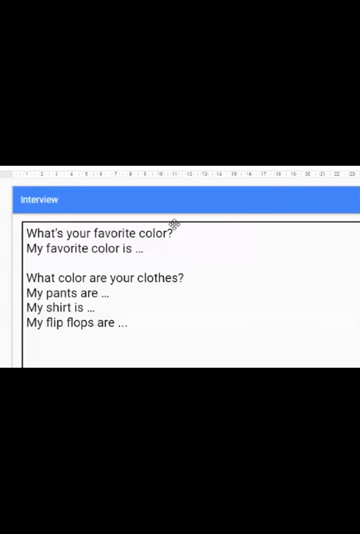 Interview
What's your favorite color?
My favorite color is ...
What color are your clothes?
My pants are ...
My shirt is ...
My flip flops are ...